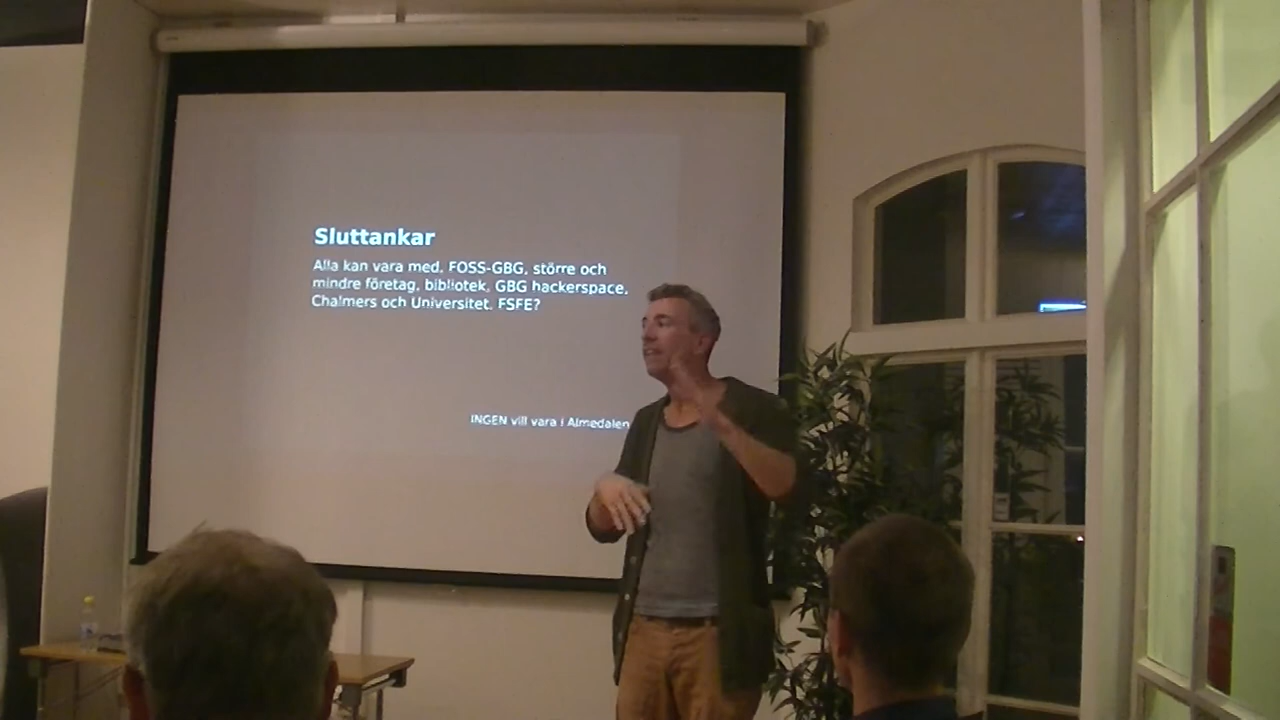 Sluttankar
Alla kan vara med. FOSS-GBG, större och
mindre företag, bibliotek, GBG hackerspace,
Chalmers och Universitet. FSFE?
INGEN vill vara i Almedalen